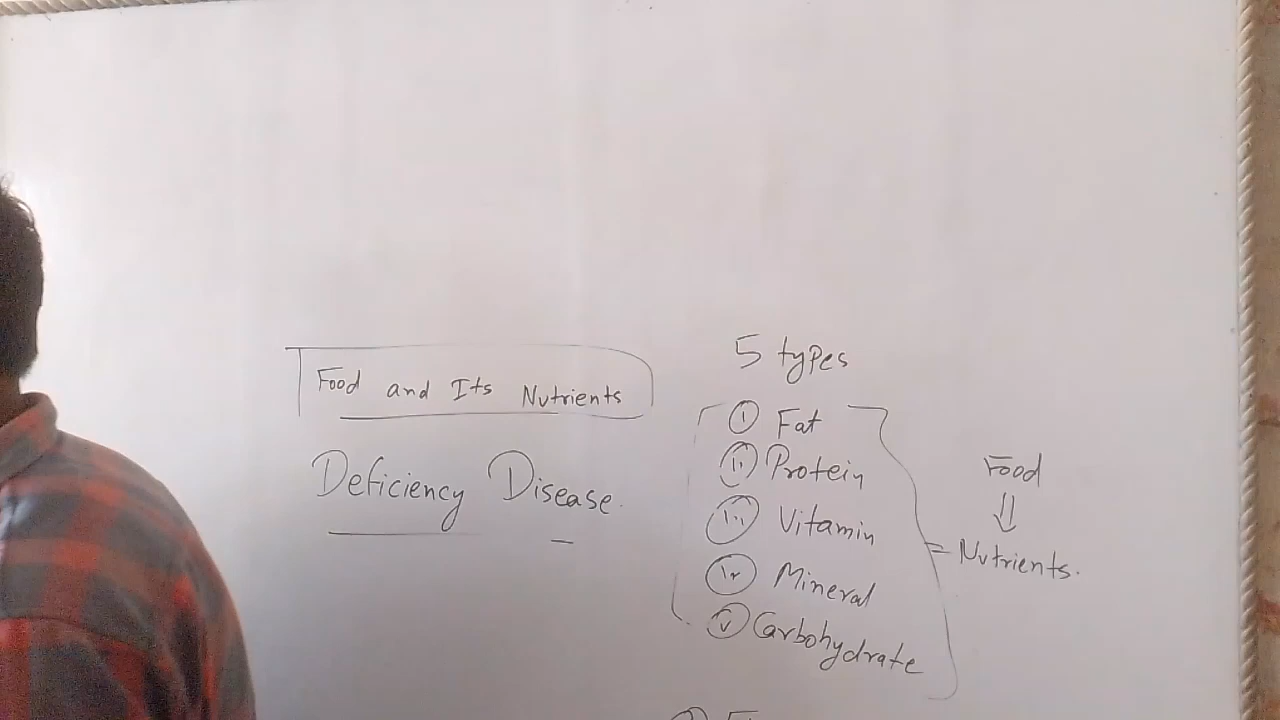 Food and Its Nutrients
Deficiency Disease.
5 types
i Fat
ii Protein
iii Vitamin
iv Mineral
v Carbohydrate
Food
⇓
= Nutrients.